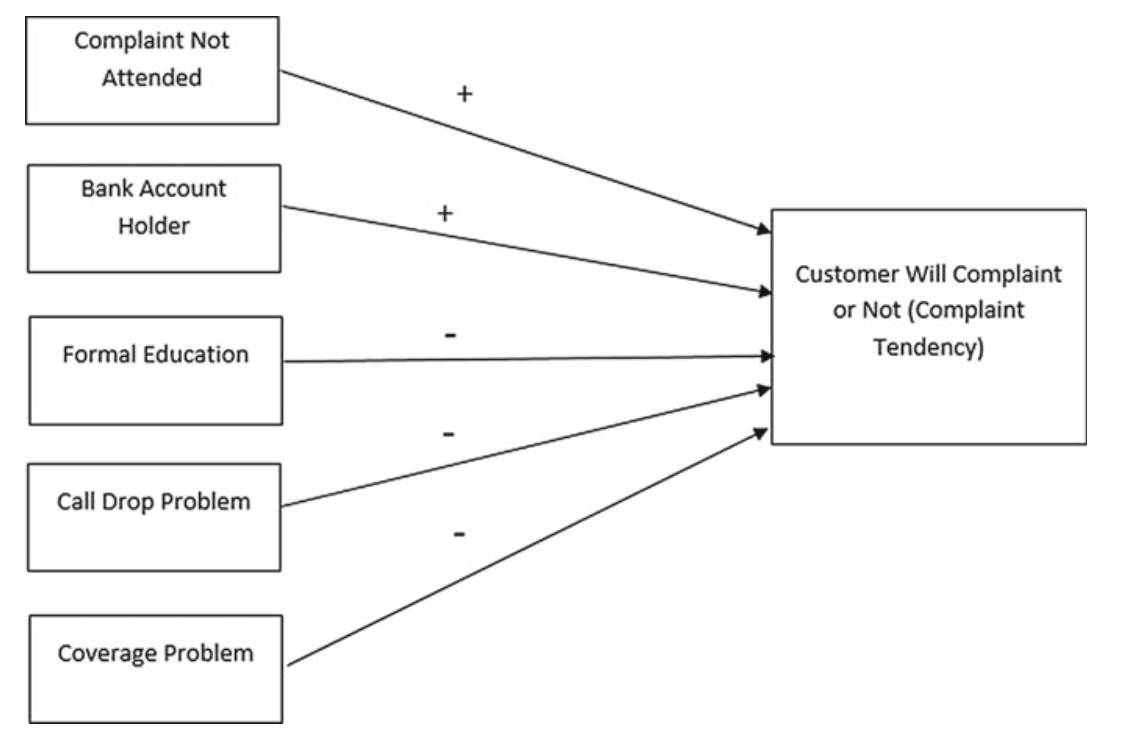 Complaint Not
Attended
+
Bank Account
Holder
+
Customer Will Complaint
or Not (Complaint
Tendency)
Formal Education
-
Call Drop Problem
-
Coverage Problem
-